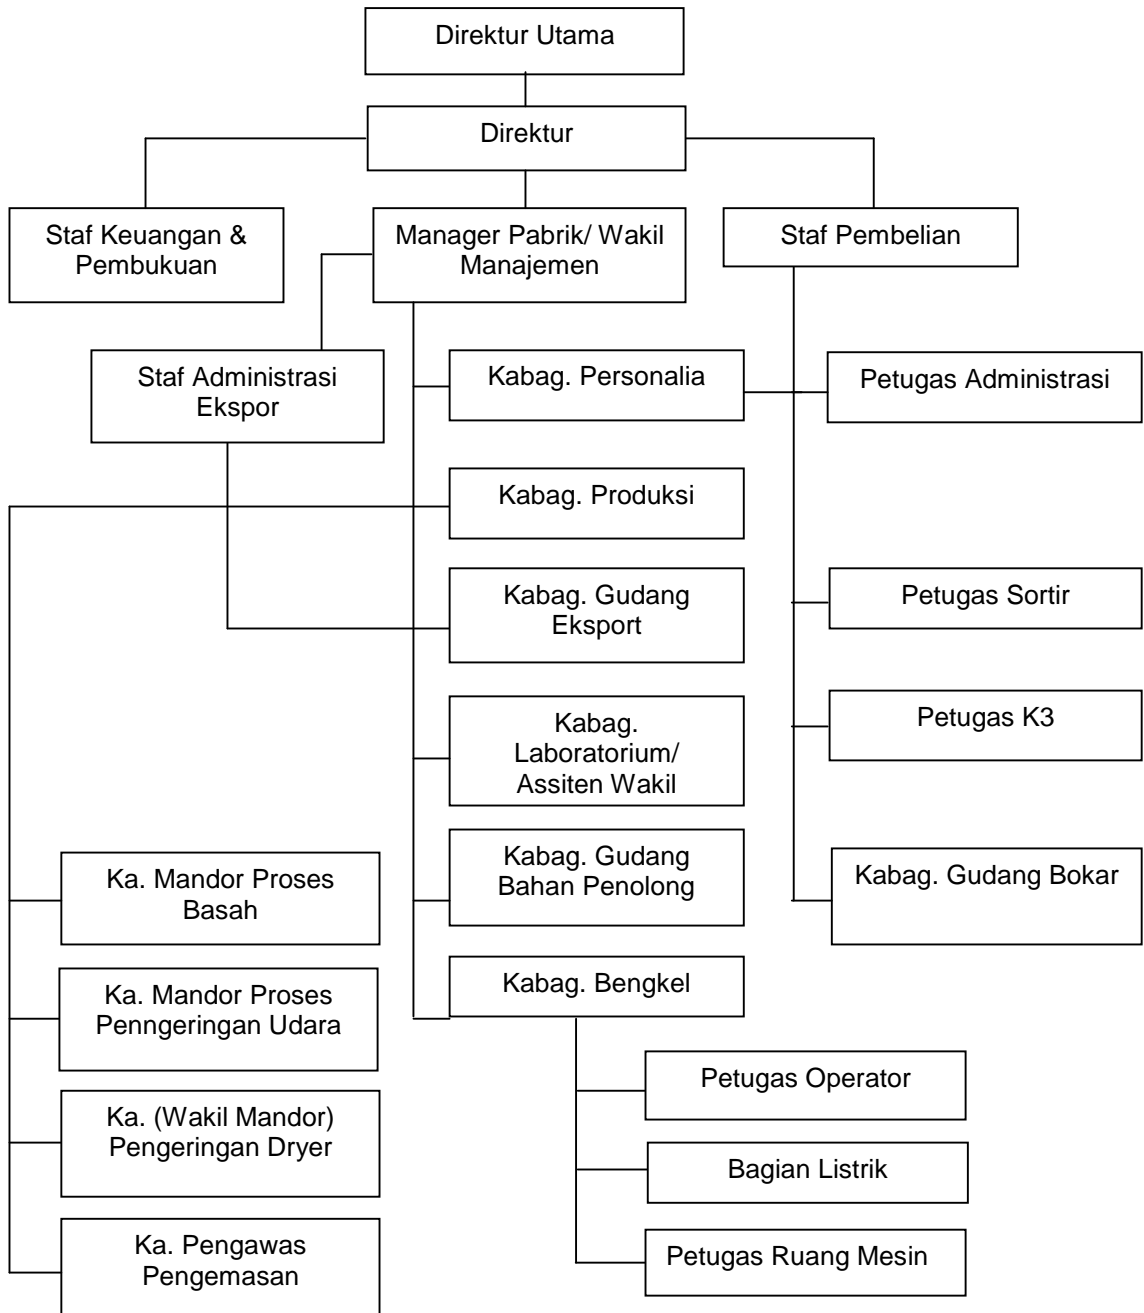 Direktur Utama
Direktur
Staf Keuangan &
Pembukuan
Manager Pabrik/ Wakil
Manajemen
Staf Pembelian
Staf Administrasi
Ekspor
Kabag. Personalia
Petugas Administrasi
Kabag. Produksi
Kabag. Gudang
Eksport
Petugas Sortir
Petugas K3
Kabag.
Laboratorium/
Assiten Wakil
Kabag. Gudang
Bahan Penolong
Kabag. Gudang Bokar
Ka. Mandor Proses
Basah
Kabag. Bengkel
Ka. Mandor Proses
Penngeringan Udara
Petugas Operator
Ka. (Wakil Mandor)
Pengeringan Dryer
Bagian Listrik
Ka. Pengawas
Pengemasan
Petugas Ruang Mesin